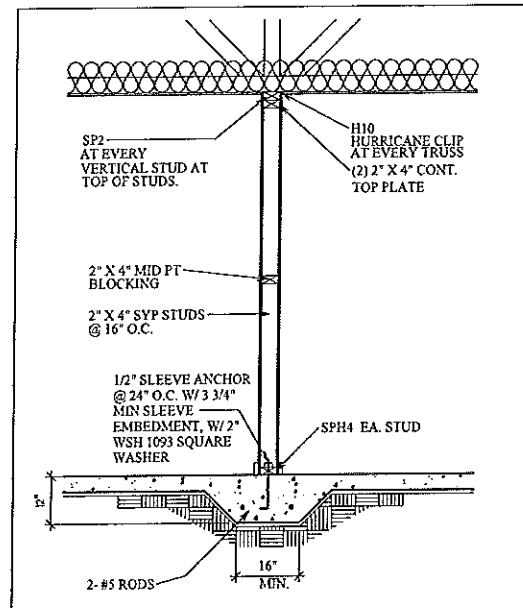 SP2
AT EVERY
VERTICAL STUD AT
TOP OF STUDS.
H10
HURRICANE CLIP
AT EVERY TRUSS
(2) 2" X 4" CONT.
TOP PLATE
2" X 4" MID PT
BLOCKING
2" X 4" SYP STUDS
@ 16" O.C.
1/2" SLEEVE ANCHOR
@ 24" O.C. W/ 3 3/4"
MIN SLEEVE
EMBEDMENT, W/ 2"
WSH 1093 SQUARE
WASHER
SPH4 EA. STUD
12"
2- #5 RODS
16"
MIN.